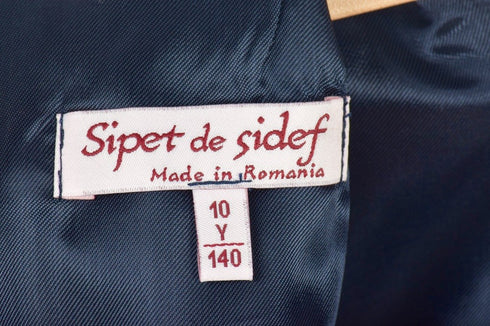 Sipet de sidef
Made in Romania
10
Y
140